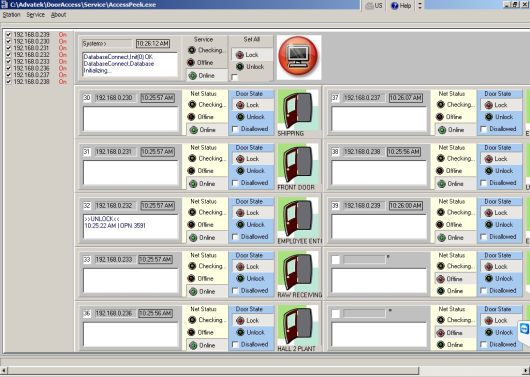 C:\Advatek\DoorAccess\Service\AccessPeek.exe
US
Help
Station Service About
192.168.0.239 On
192.168.0.230 On
192.168.0.231 On
192.168.0.232 On
192.168.0.233 On
192.168.0.236 On
192.168.0.237 On
192.168.0.238 On
System>> 10:26:12 AM
DatabaseConnect,Init(0) OK
DatabaseConnect,Database
Initializing...
Service
Checking...
Offline
Online
Set All
Lock
Unlock
30 192.168.0.230 10:25:57 AM
Net Status
Checking...
Offline
Online
Door State
Lock
Unlock
Disallowed
SHIPPING
37 192.168.0.237 10:26:07 AM
Net Status
Checking...
Offline
Online
Door State
Lock
Unlock
Disallowed
31 192.168.0.231 10:25:57 AM
Net Status
Checking...
Offline
Online
Door State
Lock
Unlock
Disallowed
FRONT DOOR
38 192.168.0.238 10:25:56 AM
Net Status
Checking...
Offline
Online
Door State
Lock
Unlock
Disallowed
32 192.168.0.232 10:25:57 AM
>>UNLOCK<<
10:25:22 AM | OPN 3591
Net Status
Checking...
Offline
Online
Door State
Lock
Unlock
Disallowed
EMPLOYEE ENT
39 192.168.0.239 10:26:00 AM
Net Status
Checking...
Offline
Online
Door State
Lock
Unlock
Disallowed
33 192.168.0.233 10:25:57 AM
Net Status
Checking...
Offline
Online
Door State
Lock
Unlock
Disallowed
RAW RECEIVING
Net Status
Checking...
Offline
Online
Door State
Lock
Unlock
Disallowed
36 192.168.0.236 10:25:56 AM
Net Status
Checking...
Offline
Online
Door State
Lock
Unlock
Disallowed
HALL 2 PLANT
Net Status
Checking...
Offline
Online
Door State
Lock
Unlock
Disallowed